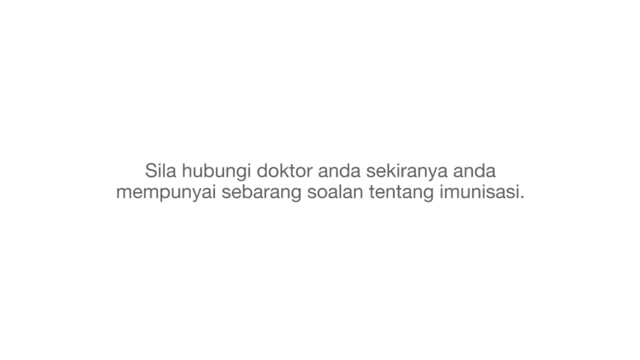 Sila hubungi doktor anda sekiranya anda
mempunyai sebarang soalan tentang imunisasi.